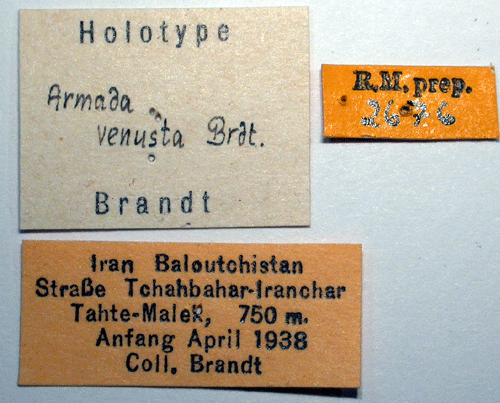 Holotype
Armada
venusta Brdt.
Brandt
R.M. prep.
2676
Iran Baloutchistan
Straße Tchahbahar-Iranchar
Tahte-Malek, 750 m.
Anfang April 1938
Coll. Brandt